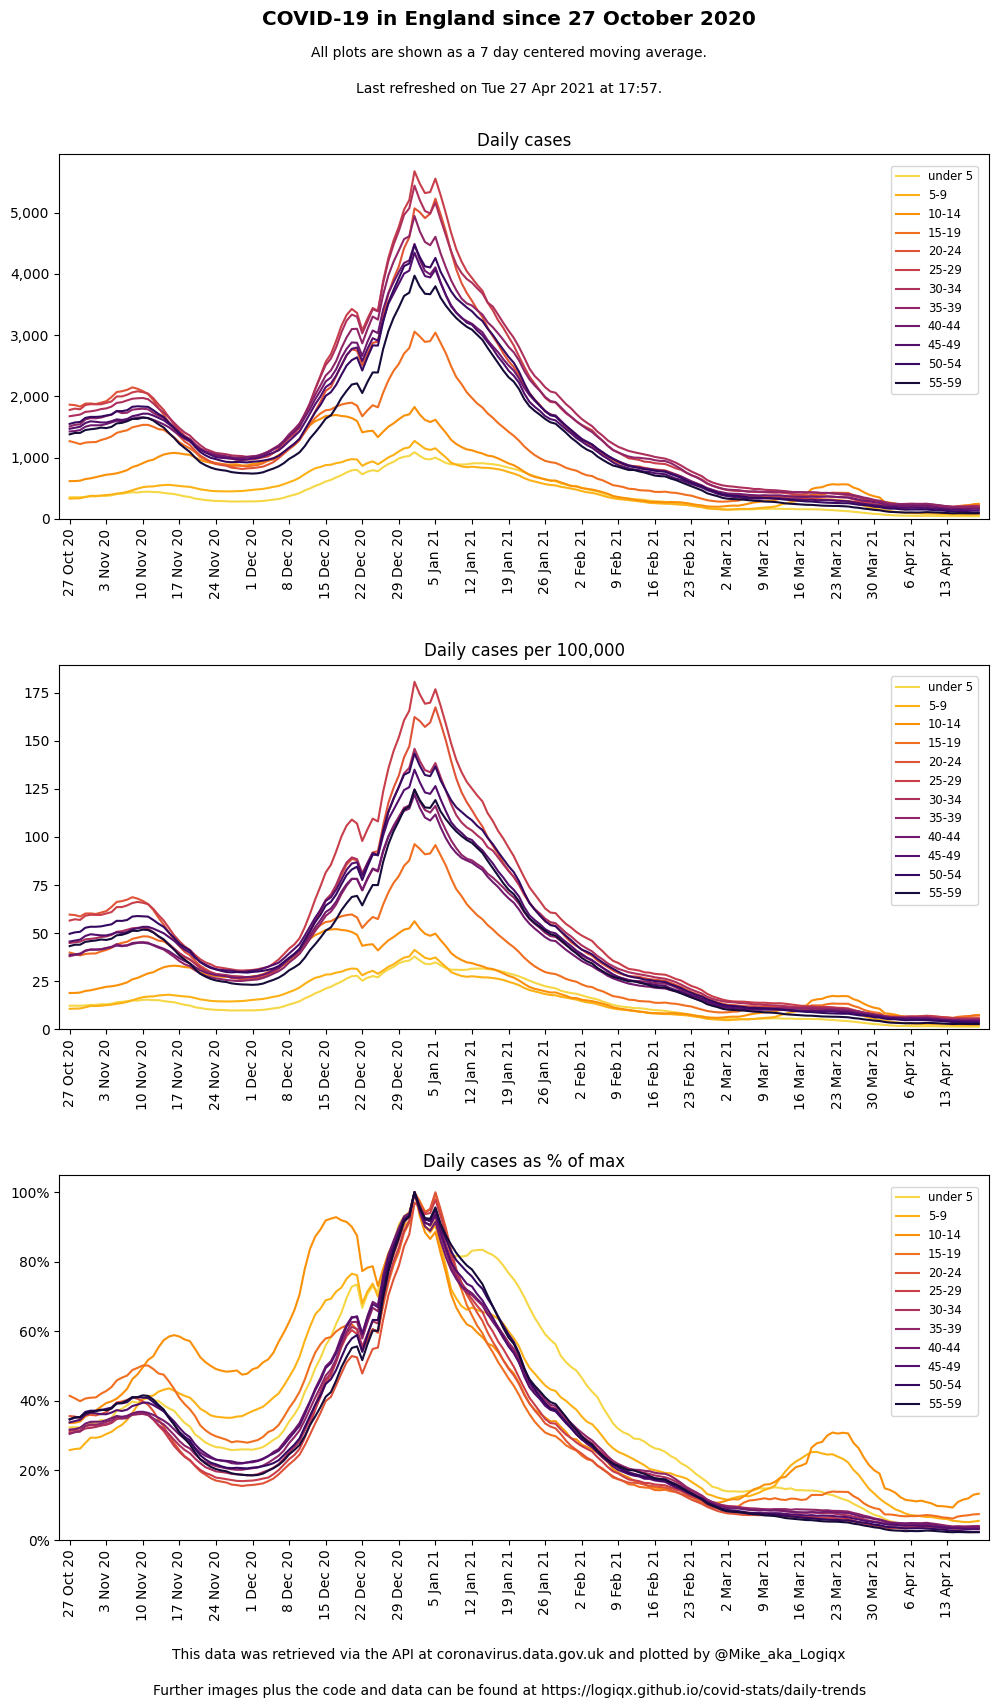 COVID-19 in England since 27 October 2020
All plots are shown as a 7 day centered moving average.
Last refreshed on Tue 27 Apr 2021 at 17:57.
Daily cases
5,000
4,000
3,000
2,000
1,000
0
under 5
5-9
10-14
15-19
20-24
25-29
30-34
35-39
40-44
45-49
50-54
55-59
27 Oct 20
3 Nov 20
10 Nov 20
17 Nov 20
24 Nov 20
1 Dec 20
8 Dec 20
15 Dec 20
22 Dec 20
29 Dec 20
5 Jan 21
12 Jan 21
19 Jan 21
26 Jan 21
2 Feb 21
9 Feb 21
16 Feb 21
23 Feb 21
2 Mar 21
9 Mar 21
16 Mar 21
23 Mar 21
30 Mar 21
6 Apr 21
13 Apr 21
Daily cases per 100,000
175
150
125
100
75
50
25
0
under 5
5-9
10-14
15-19
20-24
25-29
30-34
35-39
40-44
45-49
50-54
55-59
27 Oct 20
3 Nov 20
10 Nov 20
17 Nov 20
24 Nov 20
1 Dec 20
8 Dec 20
15 Dec 20
22 Dec 20
29 Dec 20
5 Jan 21
12 Jan 21
19 Jan 21
26 Jan 21
2 Feb 21
9 Feb 21
16 Feb 21
23 Feb 21
2 Mar 21
9 Mar 21
16 Mar 21
23 Mar 21
30 Mar 21
6 Apr 21
13 Apr 21
Daily cases as % of max
100%
80%
60%
40%
20%
0%
under 5
5-9
10-14
15-19
20-24
25-29
30-34
35-39
40-44
45-49
50-54
55-59
27 Oct 20
3 Nov 20
10 Nov 20
17 Nov 20
24 Nov 20
1 Dec 20
8 Dec 20
15 Dec 20
22 Dec 20
29 Dec 20
5 Jan 21
12 Jan 21
19 Jan 21
26 Jan 21
2 Feb 21
9 Feb 21
16 Feb 21
23 Feb 21
2 Mar 21
9 Mar 21
16 Mar 21
23 Mar 21
30 Mar 21
6 Apr 21
13 Apr 21
This data was retrieved via the API at coronavirus.data.gov.uk and plotted by @Mike_aka_Logiqx
Further images plus the code and data can be found at https://logiqx.github.io/covid-stats/daily-trends